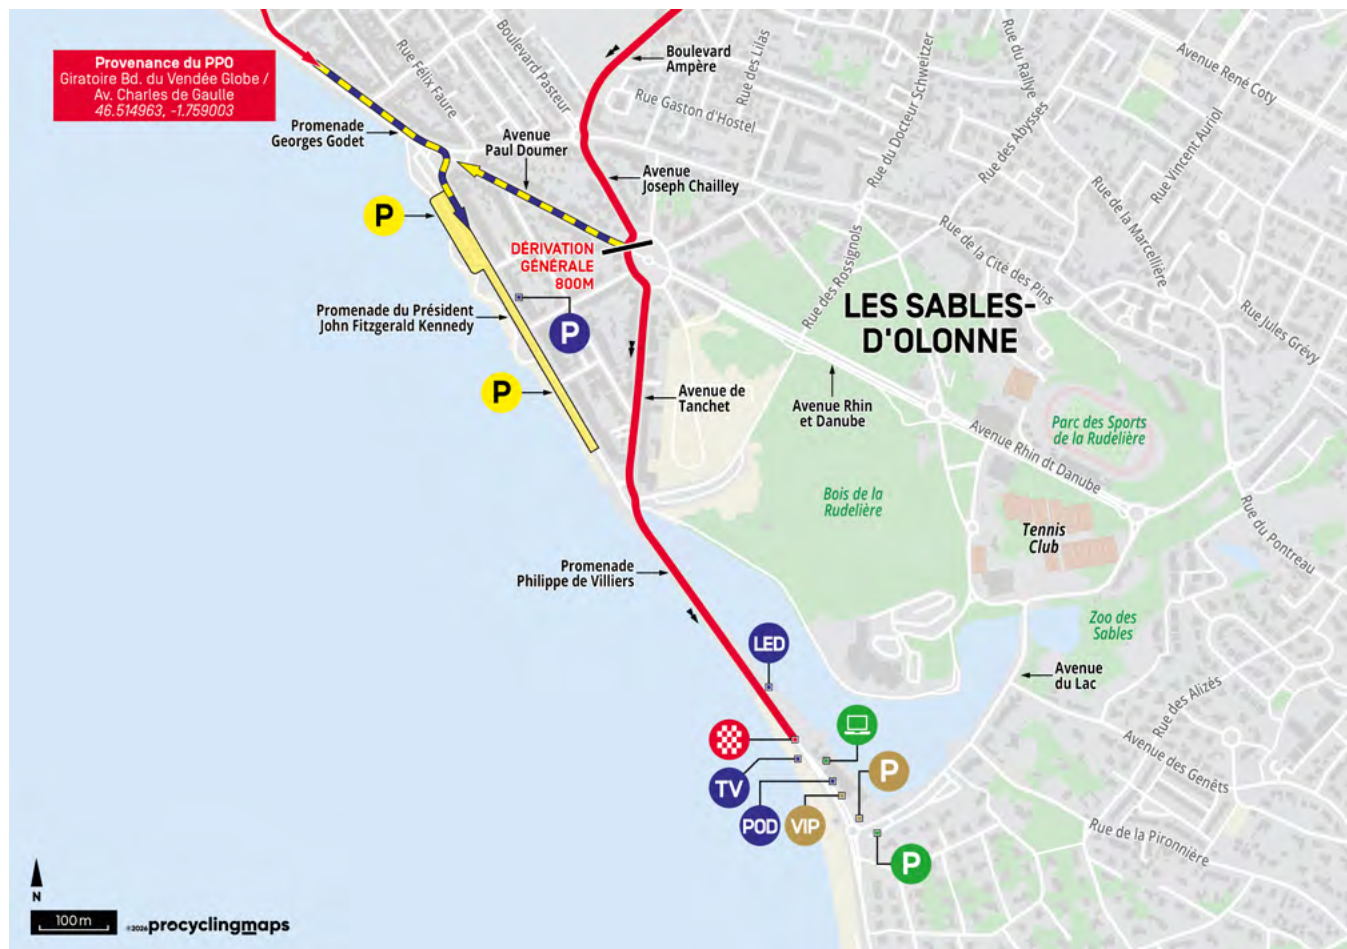 Provenance du PPO
Giratoire Bd. du Vendée Globe /
Av. Charles de Gaulle
46.514963, -1.759003
Rue Félix Faure
Boulevard Pasteur
Boulevard
Ampère
Rue des Lilas
Rue Gaston d'Hostel
Rue du Docteur Schweitzer
Rue du Rallye
Avenue René Coty
Rue des Abysses
Rue Vincent Auriol
Promenade
Georges Godet
Avenue
Paul Doumer
Avenue
Joseph Chailley
Rue de la Marcellière
P
DÉRIVATION
GÉNÉRALE
800M
Rue des Rossignols
Rue de la Cité des Pins
LES SABLES-
D'OLONNE
Promenade du Président
John Fitzgerald Kennedy
P
Rue Jules Grévy
P
Avenue de
Tanchet
Avenue Rhin
et Danube
Parc des Sports
de la Rudelière
Avenue Rhin dt Danube
Bois de la
Rudelière
Tennis
Club
Rue du Pontreau
Promenade
Philippe de Villiers
Zoo des
Sables
LED
Avenue
du Lac
Rue des Alizés
Avenue des Genêts
P
TV
POD
VIP
Rue de la Pironnière
P
N
100 m
©2026 procyclingmaps